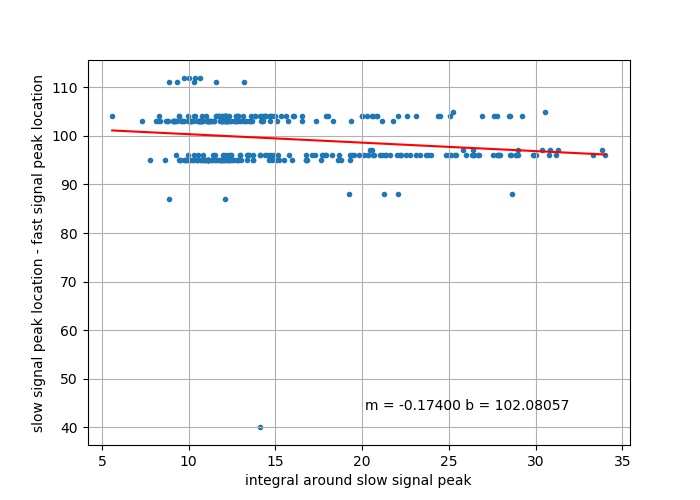 slow signal peak location - fast signal peak location
110
100
90
80
70
60
50
40
m = -0.17400 b = 102.08057
5 10 15 20 25 30 35
integral around slow signal peak